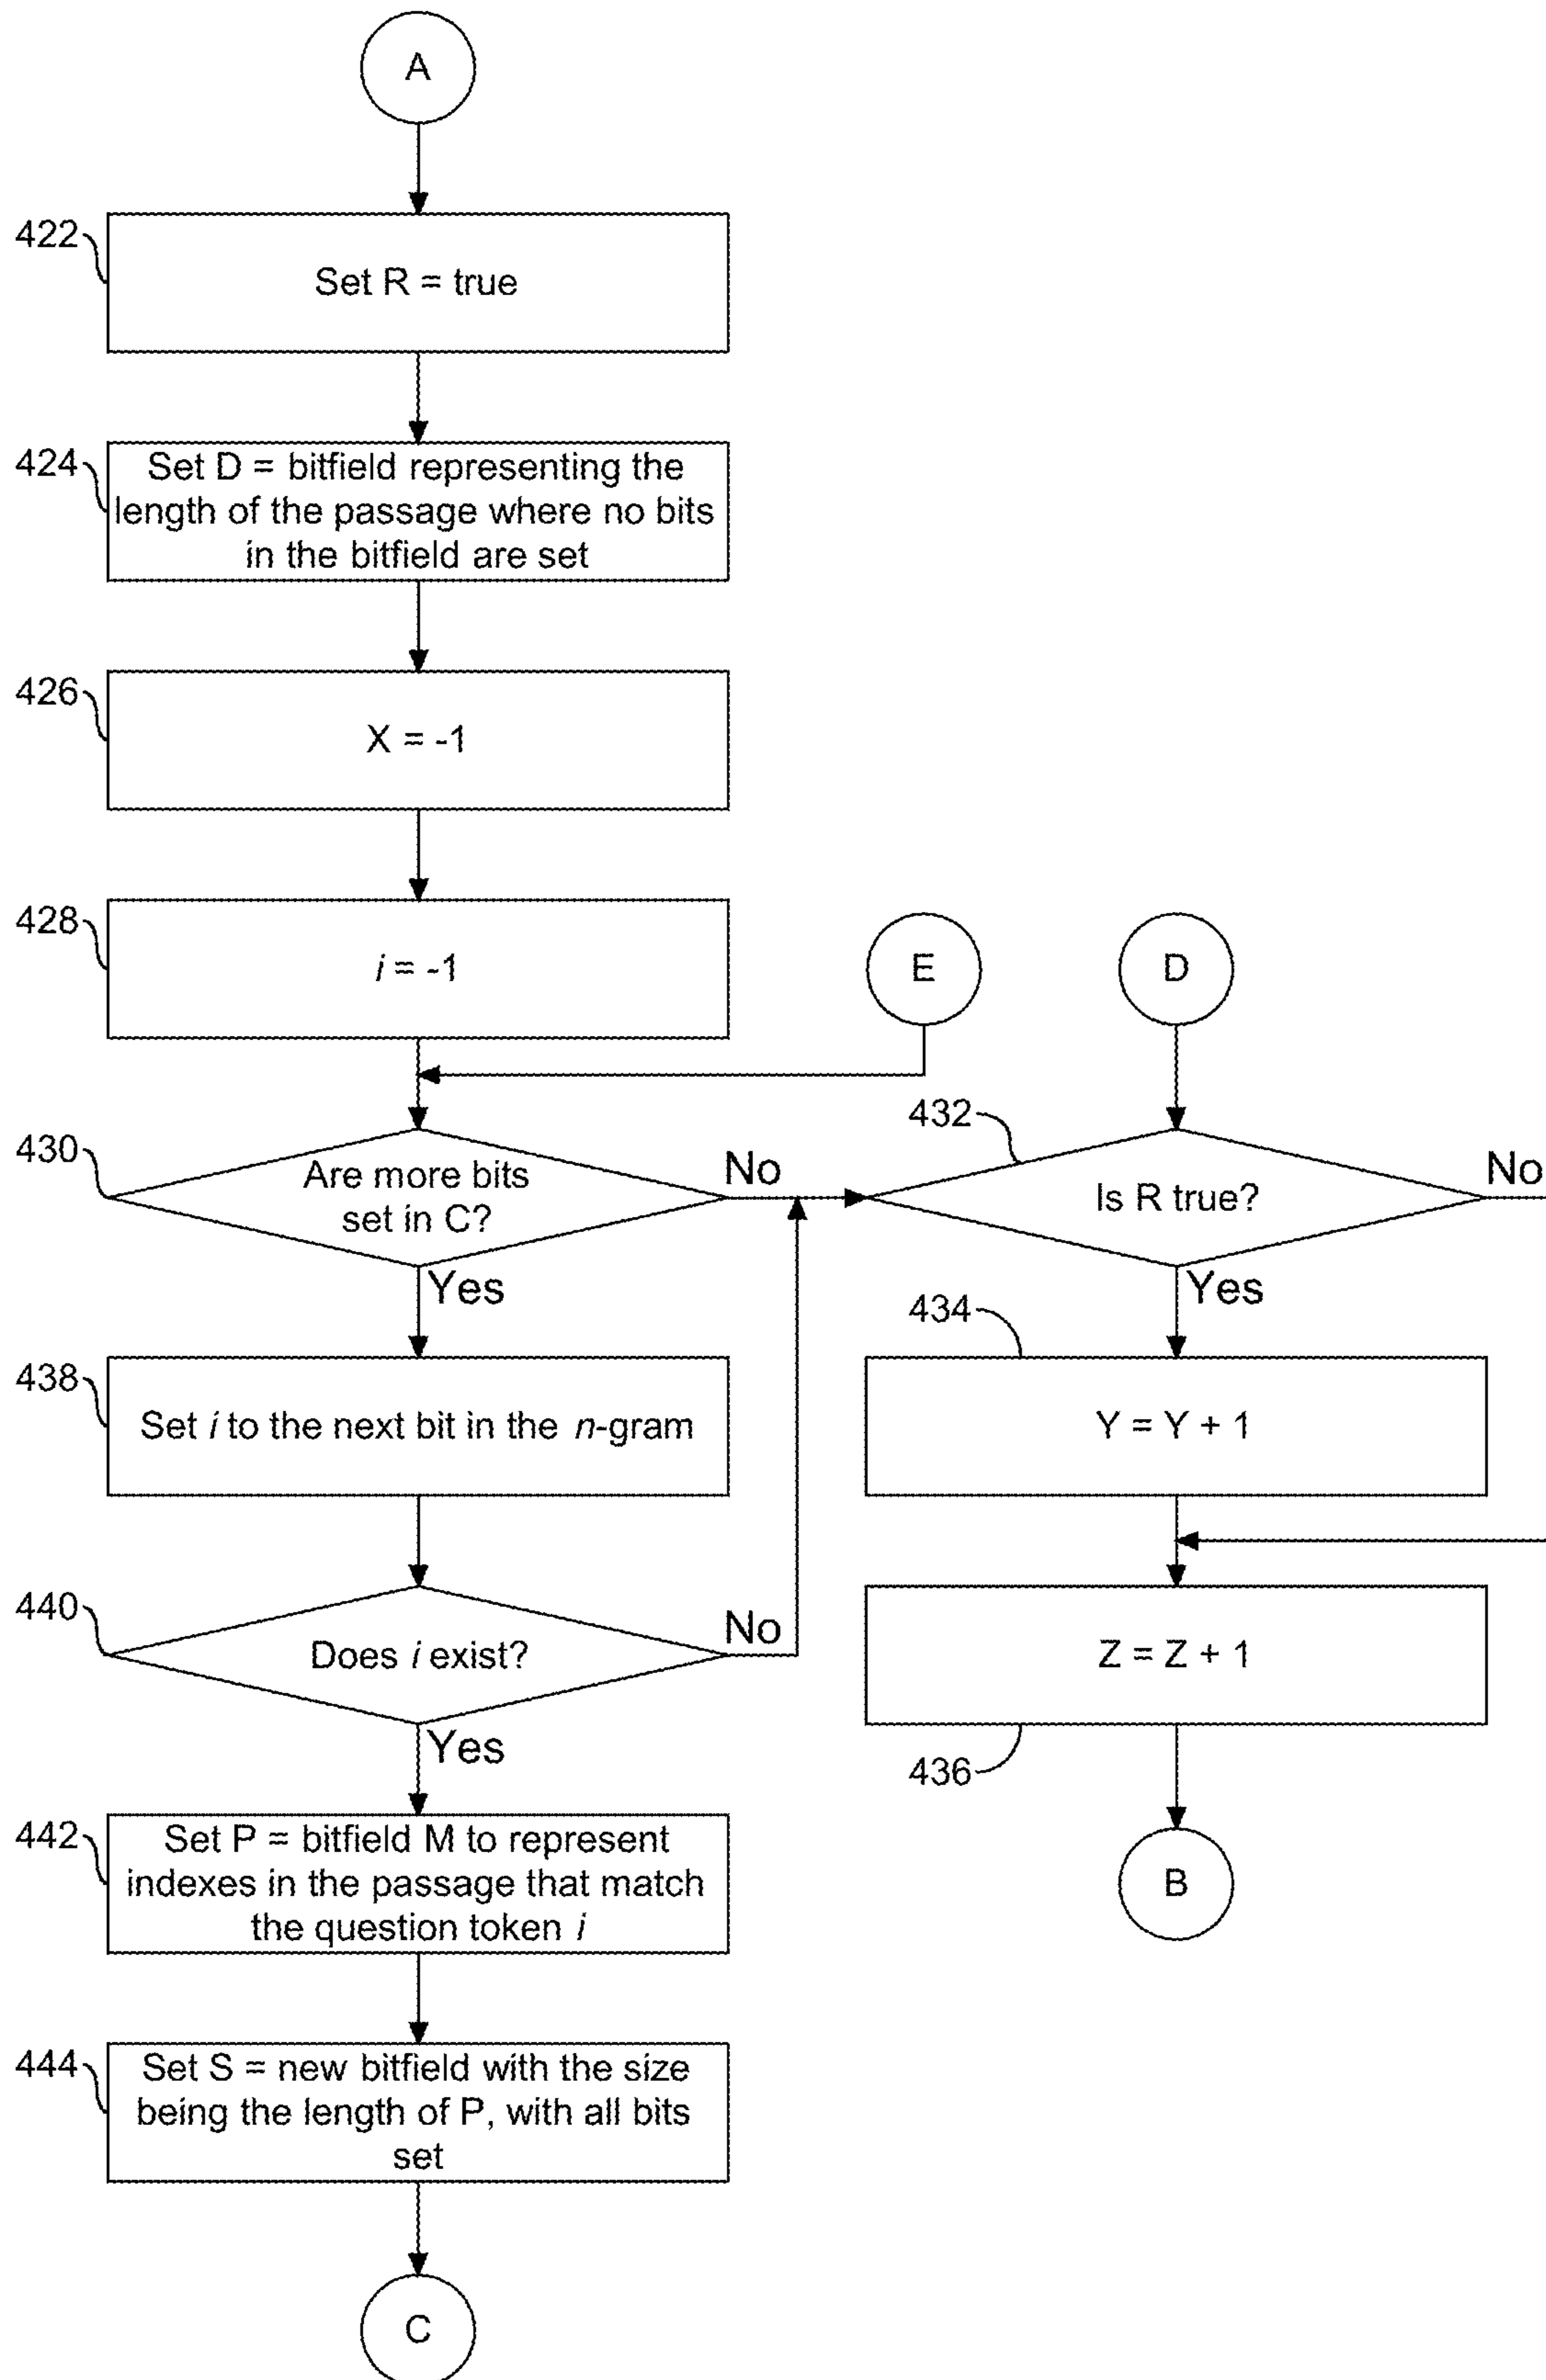 A
422
Set R = true
424
Set D = bitfield representing the
length of the passage where no bits
in the bitfield are set
426
X = -1
428
i = -1
E
D
430
Are more bits
set in C?
No
Yes
432
Is R true?
No
Yes
434
Y = Y + 1
438
Set i to the next bit in the n-gram
440
Does i exist?
No
Yes
Z = Z + 1
436
B
442
Set P = bitfield M to represent
indexes in the passage that match
the question token i
444
Set S = new bitfield with the size
being the length of P, with all bits
set
C